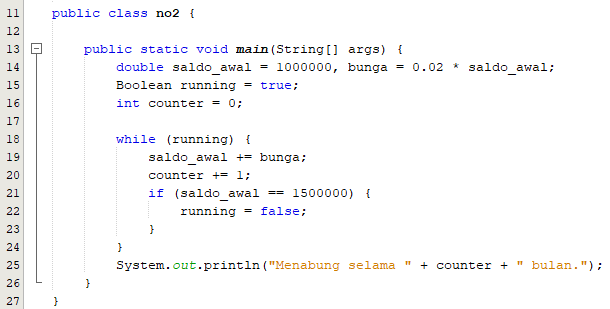 11 public class no2 {
12
13 public static void main(String[] args) {
14 double saldo_awal = 1000000, bunga = 0.02 * saldo_awal;
15 Boolean running = true;
16 int counter = 0;
17
18 while (running) {
19 saldo_awal += bunga;
20 counter += 1;
21 if (saldo_awal == 1500000) {
22 running = false;
23 }
24 }
25 System.out.println("Menabung selama " + counter + " bulan.");
26 }
27 }